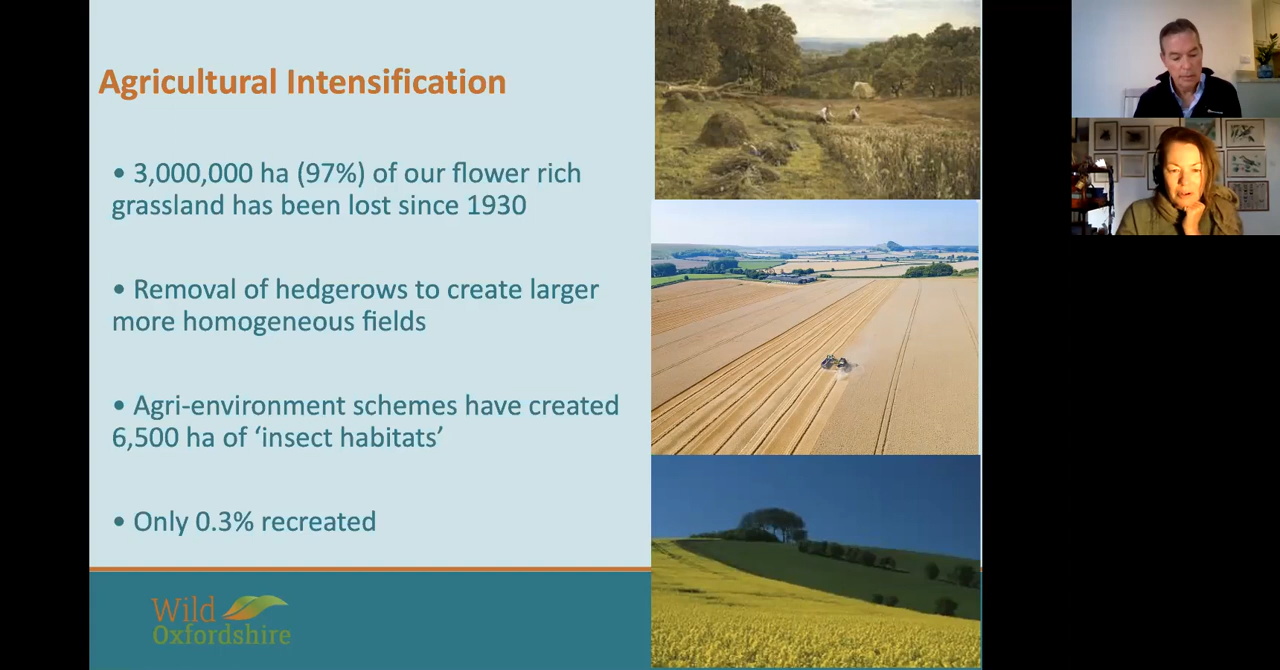 Agricultural Intensification
• 3,000,000 ha (97%) of our flower rich
grassland has been lost since 1930
• Removal of hedgerows to create larger
more homogeneous fields
• Agri-environment schemes have created
6,500 ha of ‘insect habitats’
• Only 0.3% recreated
Wild
Oxfordshire